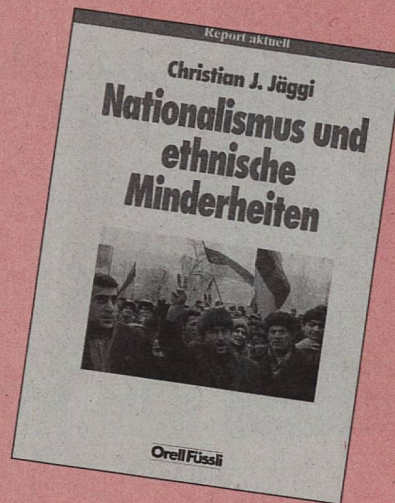 Report aktuell
Christian J. Jäggi
Nationalismus und
ethnische
Minderheiten
Orell Füssli